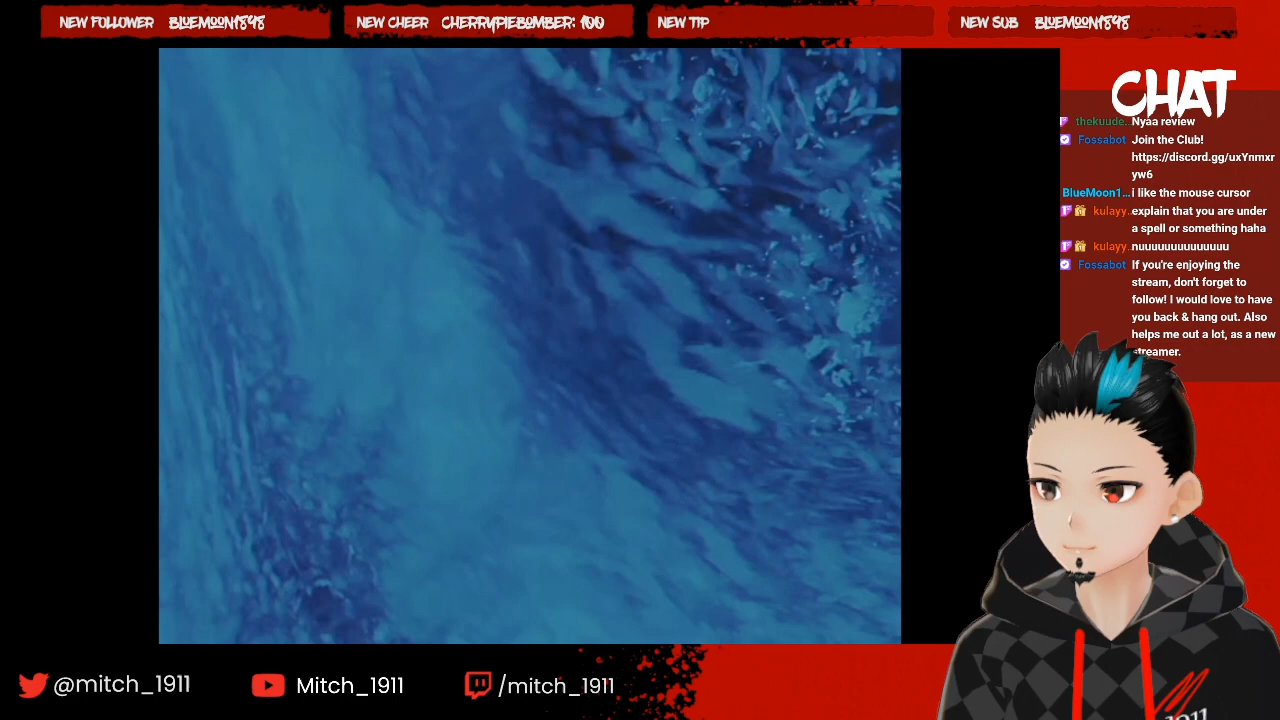 NEW FOLLOWER BLUEMOON1898
NEW CHEER CHERRYPIEBOMBER: 100
NEW TIP
NEW SUB BLUEMOON1898
CHAT
thekuude.. Nyaa review
Fossabot Join the Club!
https://discord.gg/uxYnmxr
yw6
BlueMoon1... i like the mouse cursor
kulayy.. explain that you are under
a spell or something haha
kulayy.. nuuuuuuuuuuuuuu
Fossabot If you're enjoying the
stream, don't forget to
follow! I would love to have
you back & hang out. Also
helps me out a lot, as a new
streamer.
@mitch_1911
Mitch_1911
/mitch_1911
1911